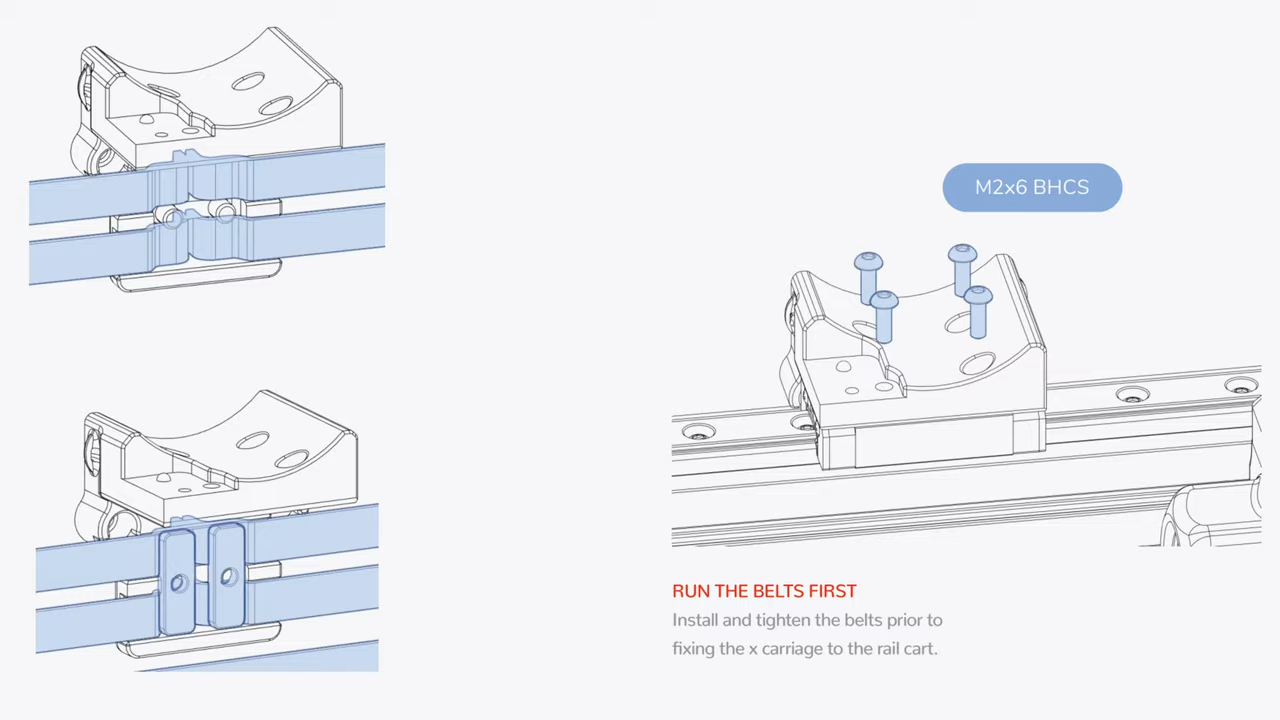 M2x6 BHCS
RUN THE BELTS FIRST
Install and tighten the belts prior to
fixing the x carriage to the rail cart.